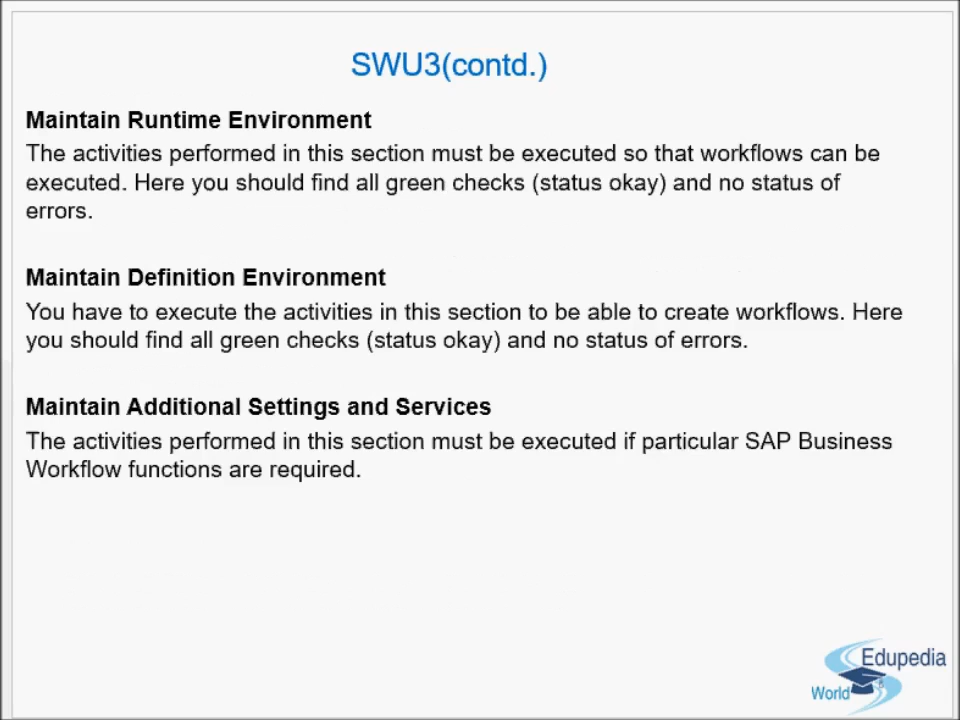 SWU3(contd.)
Maintain Runtime Environment
The activities performed in this section must be executed so that workflows can be
executed. Here you should find all green checks (status okay) and no status of
errors.
Maintain Definition Environment
You have to execute the activities in this section to be able to create workflows. Here
you should find all green checks (status okay) and no status of errors.
Maintain Additional Settings and Services
The activities performed in this section must be executed if particular SAP Business
Workflow functions are required.
Edupedia
World